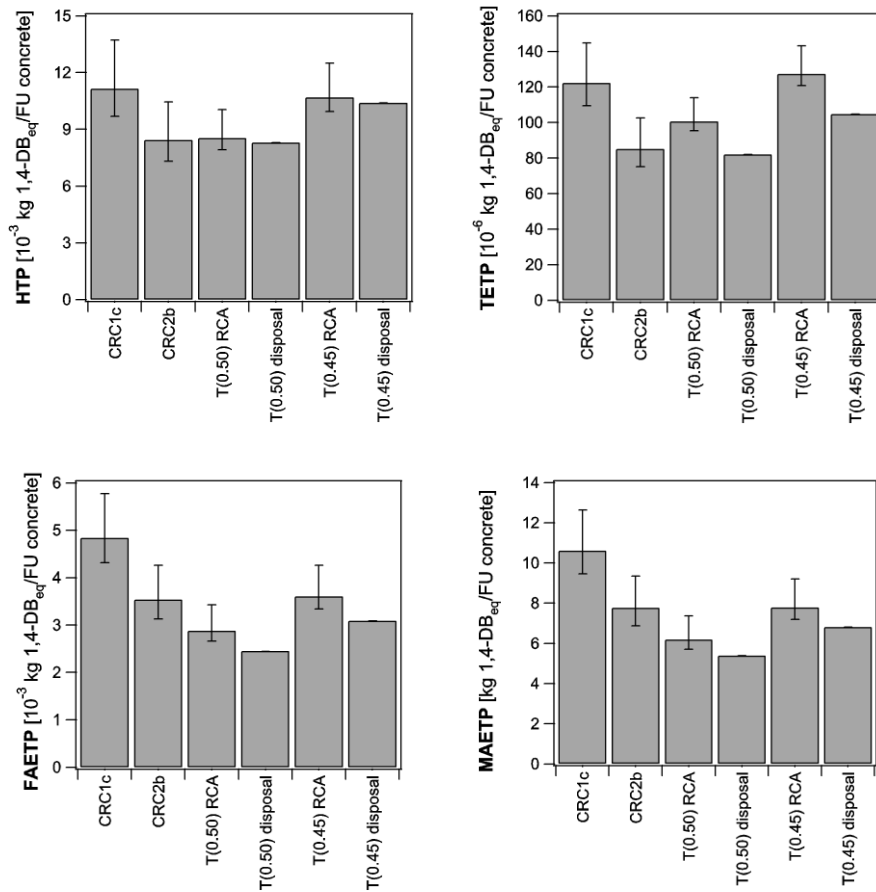 HTP [10⁻³ kg 1,4-DBeq/FU concrete]
15
12
9
6
3
0
CRC1c
CRC2b
T(0.50) RCA
T(0.50) disposal
T(0.45) RCA
T(0.45) disposal
TETP [10⁻⁶ kg 1,4-DBeq/FU concrete]
160
140
120
100
80
60
40
20
0
CRC1c
CRC2b
T(0.50) RCA
T(0.50) disposal
T(0.45) RCA
T(0.45) disposal
FAETP [10⁻³ kg 1,4-DBeq/FU concrete]
6
5
4
3
2
1
0
CRC1c
CRC2b
T(0.50) RCA
T(0.50) disposal
T(0.45) RCA
T(0.45) disposal
MAETP [kg 1,4-DBeq/FU concrete]
14
12
10
8
6
4
2
0
CRC1c
CRC2b
T(0.50) RCA
T(0.50) disposal
T(0.45) RCA
T(0.45) disposal